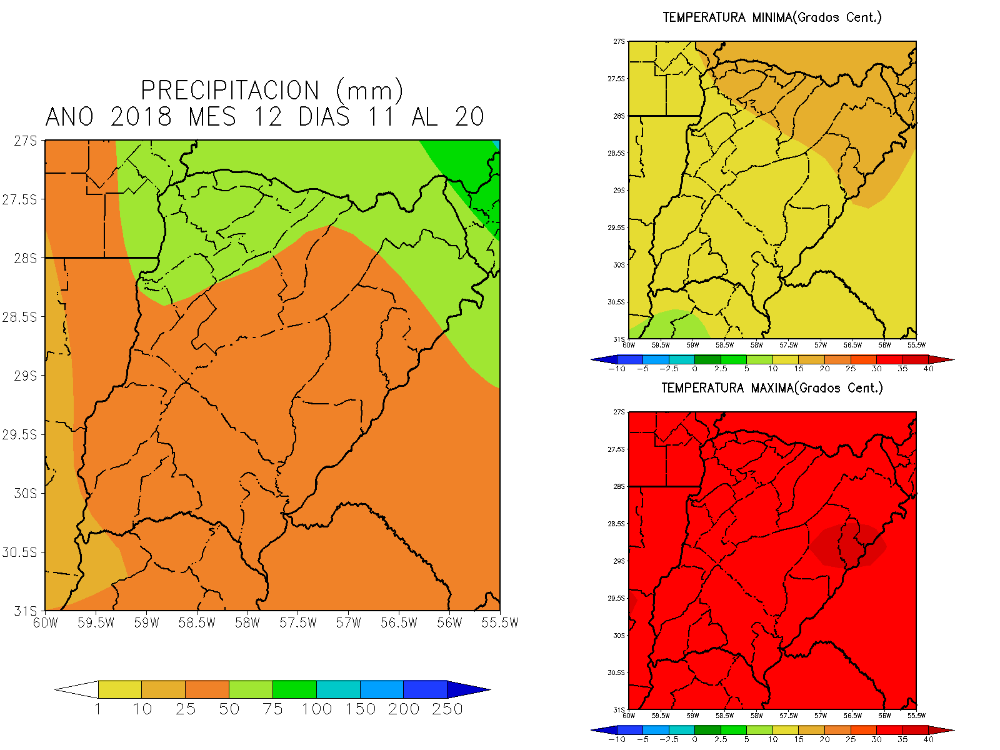 PRECIPITACION (mm)
ANO 2018 MES 12 DIAS 11 AL 20
27S
27.5S
28S
28.5S
29S
29.5S
30S
30.5S
31S
60W 59.5W 59W 58.5W 58W 57.5W 57W 56.5W 56W 55.5W
1 10 25 50 75 100 150 200 250
TEMPERATURA MINIMA(Grados Cent.)
27S
27.5S
28S
28.5S
29S
29.5S
30S
30.5S
31S
60W 59.5W 59W 58.5W 58W 57.5W 57W 56.5W 56W 55.5W
-10 -5 -2.5 0 2.5 5 10 15 20 25 30 35 40
TEMPERATURA MAXIMA(Grados Cent.)
27S
27.5S
28S
28.5S
29S
29.5S
30S
30.5S
31S
60W 59.5W 59W 58.5W 58W 57.5W 57W 56.5W 56W 55.5W
-10 -5 -2.5 0 2.5 5 10 15 20 25 30 35 40